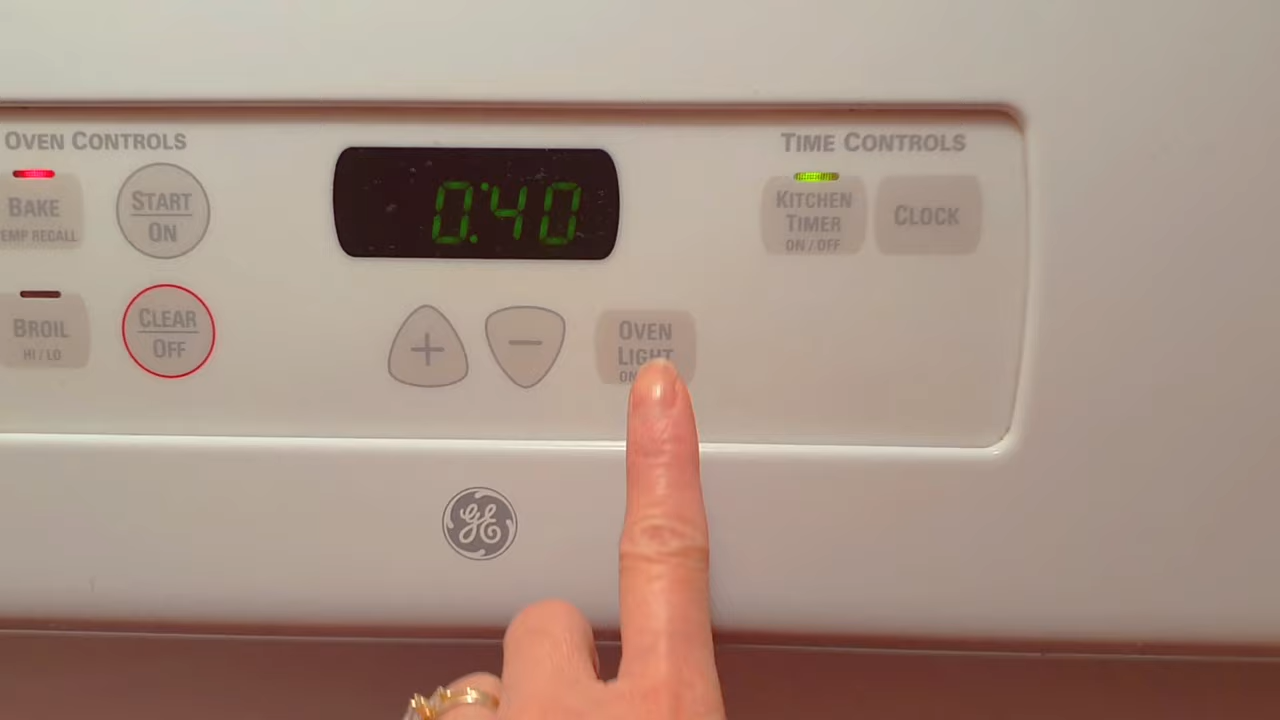 OVEN CONTROLS
TIME CONTROLS
BAKE
START
ON
0:40
KITCHEN
TIMER
ON / OFF
CLOCK
RECALL
BROIL
HI / LO
CLEAR
OFF
+
−
OVEN
LIGHT
GE